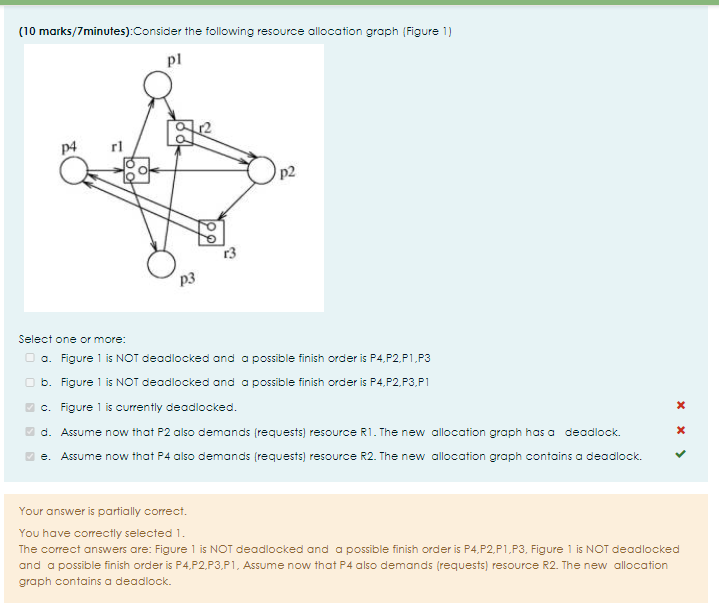 (10 marks/7minutes):Consider the following resource allocation graph (Figure 1)
p1
r2
p4
r1
p2
r3
p3
Select one or more:
a. Figure 1 is NOT deadlocked and a possible finish order is P4,P2,P1,P3
b. Figure 1 is NOT deadlocked and a possible finish order is P4,P2,P3,P1
c. Figure 1 is currently deadlocked.
d. Assume now that P2 also demands (requests) resource R1. The new allocation graph has a deadlock.
e. Assume now that P4 also demands (requests) resource R2. The new allocation graph contains a deadlock.
Your answer is partially correct.
You have correctly selected 1.
The correct answers are: Figure 1 is NOT deadlocked and a possible finish order is P4,P2,P1,P3, Figure 1 is NOT deadlocked
and a possible finish order is P4,P2,P3,P1, Assume now that P4 also demands (requests) resource R2. The new allocation
graph contains a deadlock.